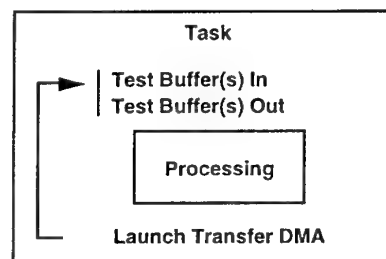 Task
Test Buffer(s) In
Test Buffer(s) Out
Processing
Launch Transfer DMA